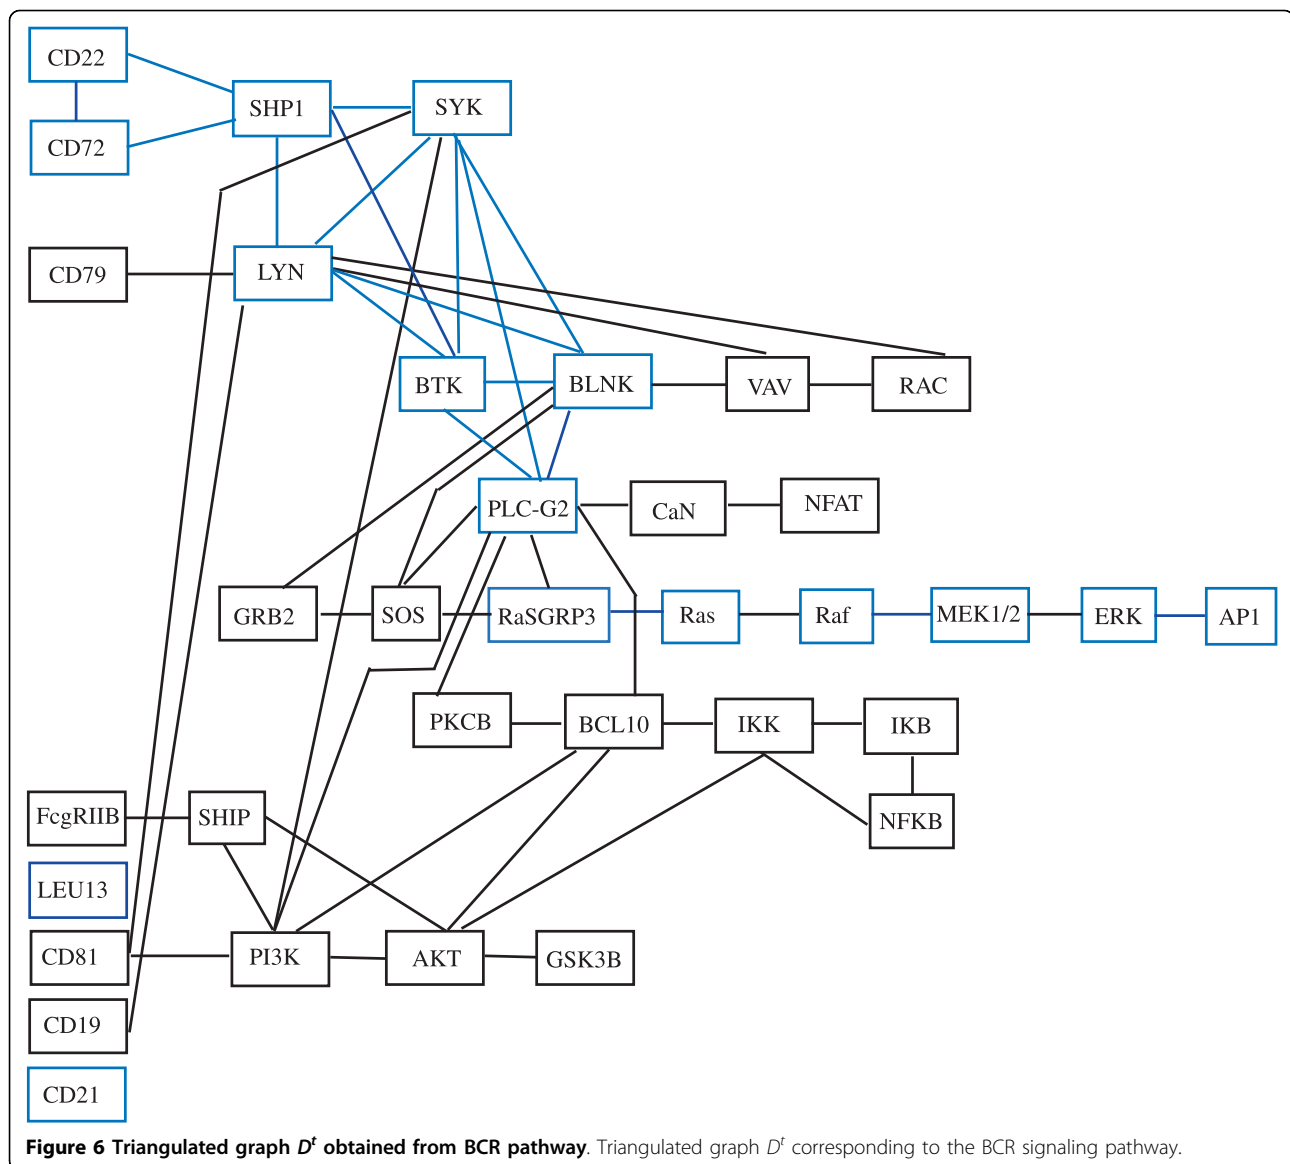 CD22
SHP1
SYK
CD72
CD79
LYN
BTK
BLNK
VAV
RAC
PLC-G2
CaN
NFAT
GRB2
SOS
RaSGRP3
Ras
Raf
MEK1/2
ERK
AP1
PKCB
BCL10
IKK
IKB
FcgRIIB
SHIP
NFKB
LEU13
CD81
PI3K
AKT
GSK3B
CD19
CD21
Figure 6 Triangulated graph Dᵗ obtained from BCR pathway. Triangulated graph Dᵗ corresponding to the BCR signaling pathway.